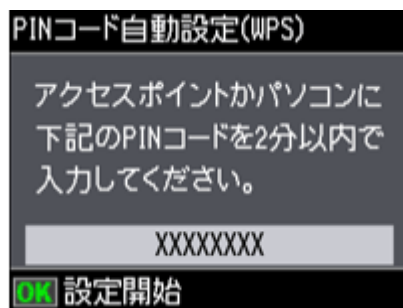 PINコード自動設定(WPS)
アクセスポイントかパソコンに
下記のPINコードを2分以内で
入力してください。
XXXXXXXX
OK 設定開始